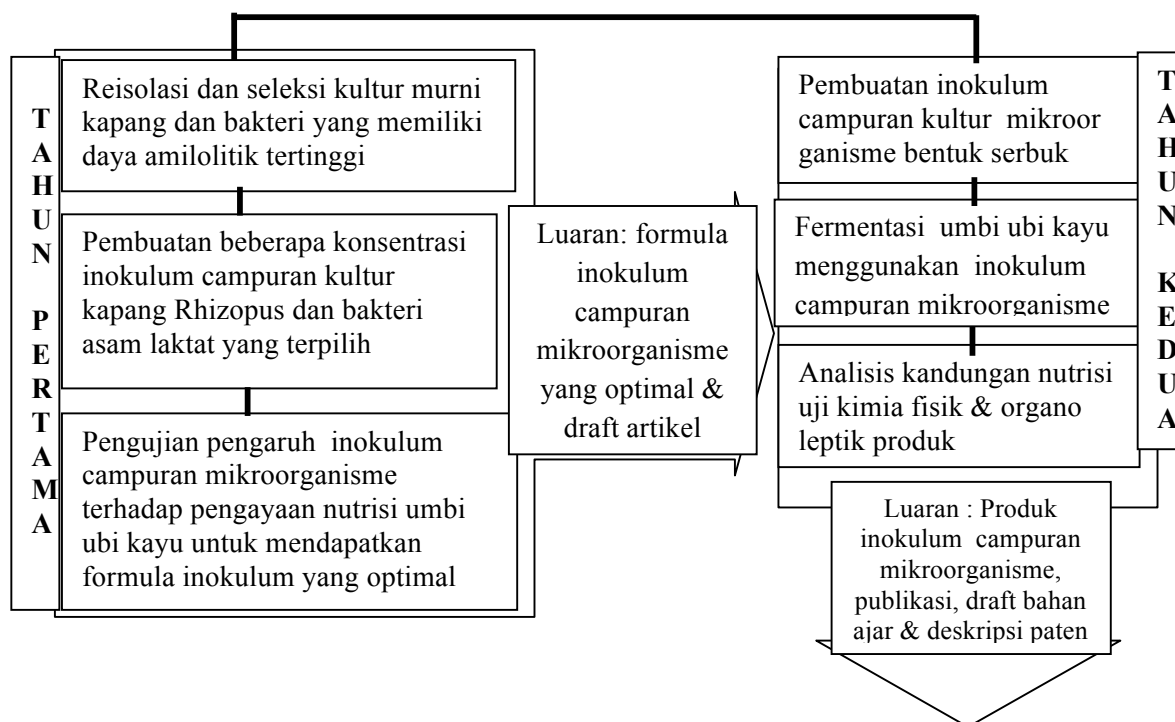 TAHUN PERTAMA
Reisolasi dan seleksi kultur murni
kapang dan bakteri yang memiliki
daya amilolitik tertinggi
Pembuatan beberapa konsentrasi
inokulum campuran kultur
kapang Rhizopus dan bakteri
asam laktat yang terpilih
Pengujian pengaruh inokulum
campuran mikroorganisme
terhadap pengayaan nutrisi umbi
ubi kayu untuk mendapatkan
formula inokulum yang optimal
Luaran: formula
inokulum
campuran
mikroorganisme
yang optimal &
draft artikel
Pembuatan inokulum
campuran kultur mikroor
ganisme bentuk serbuk
Fermentasi umbi ubi kayu
menggunakan inokulum
campuran mikroorganisme
Analisis kandungan nutrisi
uji kimia fisik & organo
leptik produk
TAHUN KEDUA
Luaran : Produk
inokulum campuran
mikroorganisme,
publikasi, draft bahan
ajar & deskripsi paten